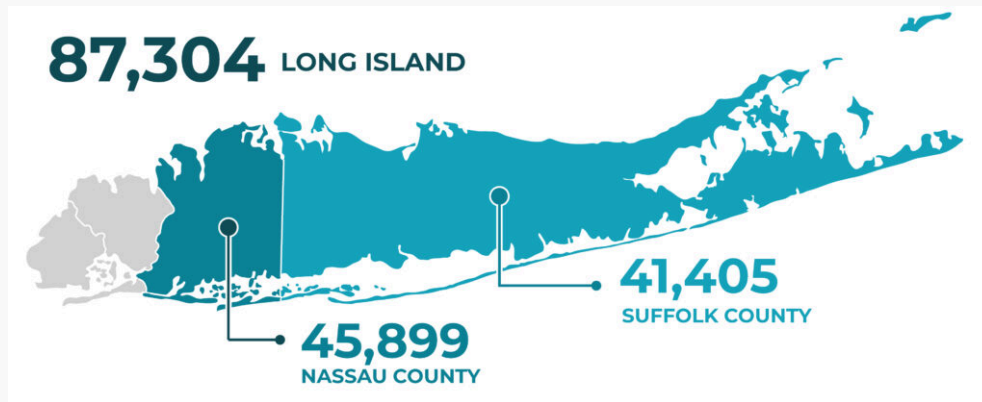 87,304 LONG ISLAND
41,405
SUFFOLK COUNTY
45,899
NASSAU COUNTY